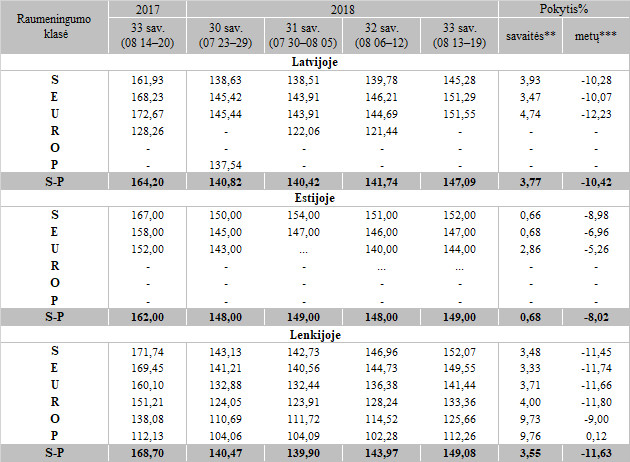 Raumeningumo klasė 2017 2018 Pokytis%
33 sav. (08 14–20) 30 sav. (07 23–29) 31 sav. (07 30–08 05) 32 sav. (08 06–12) 33 sav. (08 13–19) savaitės** metų***
Latvijoje
S 161,93 138,63 138,51 139,78 145,28 3,93 -10,28
E 168,23 145,42 143,91 146,21 151,29 3,47 -10,07
U 172,67 145,44 143,91 144,69 151,55 4,74 -12,23
R 128,26 - 122,06 121,44 - - -
O - - - - - - -
P - 137,54 - - - - -
S-P 164,20 140,82 140,42 141,74 147,09 3,77 -10,42
Estijoje
S 167,00 150,00 154,00 151,00 152,00 0,66 -8,98
E 158,00 145,00 147,00 146,00 147,00 0,68 -6,96
U 152,00 143,00 ... 140,00 144,00 2,86 -5,26
R - - - ... ... - -
O - - - - - - -
P - - - - - - -
S-P 162,00 148,00 149,00 148,00 149,00 0,68 -8,02
Lenkijoje
S 171,74 143,13 142,73 146,96 152,07 3,48 -11,45
E 169,45 141,21 140,56 144,73 149,55 3,33 -11,74
U 160,10 132,88 132,44 136,38 141,44 3,71 -11,66
R 151,21 124,05 123,91 128,24 133,36 4,00 -11,80
O 138,08 110,69 111,72 114,52 125,66 9,73 -9,00
P 112,13 104,06 104,09 102,28 112,26 9,76 0,12
S-P 168,70 140,47 139,90 143,97 149,08 3,55 -11,63